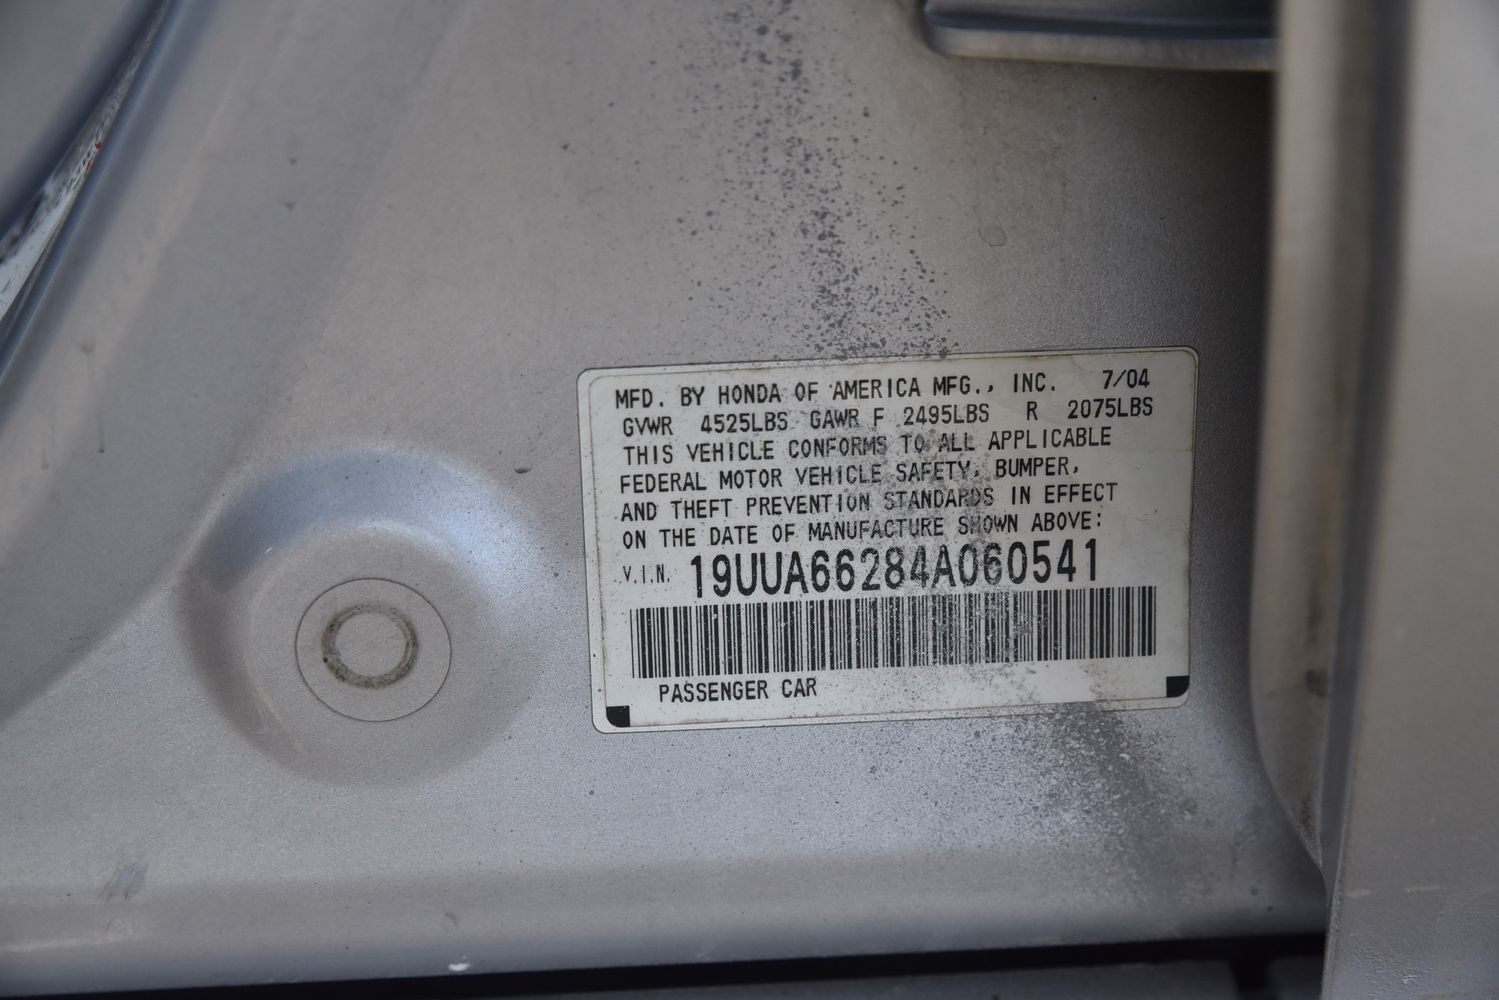 MFD. BY HONDA OF AMERICA MFG., INC. 7/04
GVWR 4525LBS GAWR F 2495LBS R 2075LBS
THIS VEHICLE CONFORMS TO ALL APPLICABLE
FEDERAL MOTOR VEHICLE SAFETY, BUMPER,
AND THEFT PREVENTION STANDARDS IN EFFECT
ON THE DATE OF MANUFACTURE SHOWN ABOVE:
V.I.N. 19UUA66284A060541
PASSENGER CAR